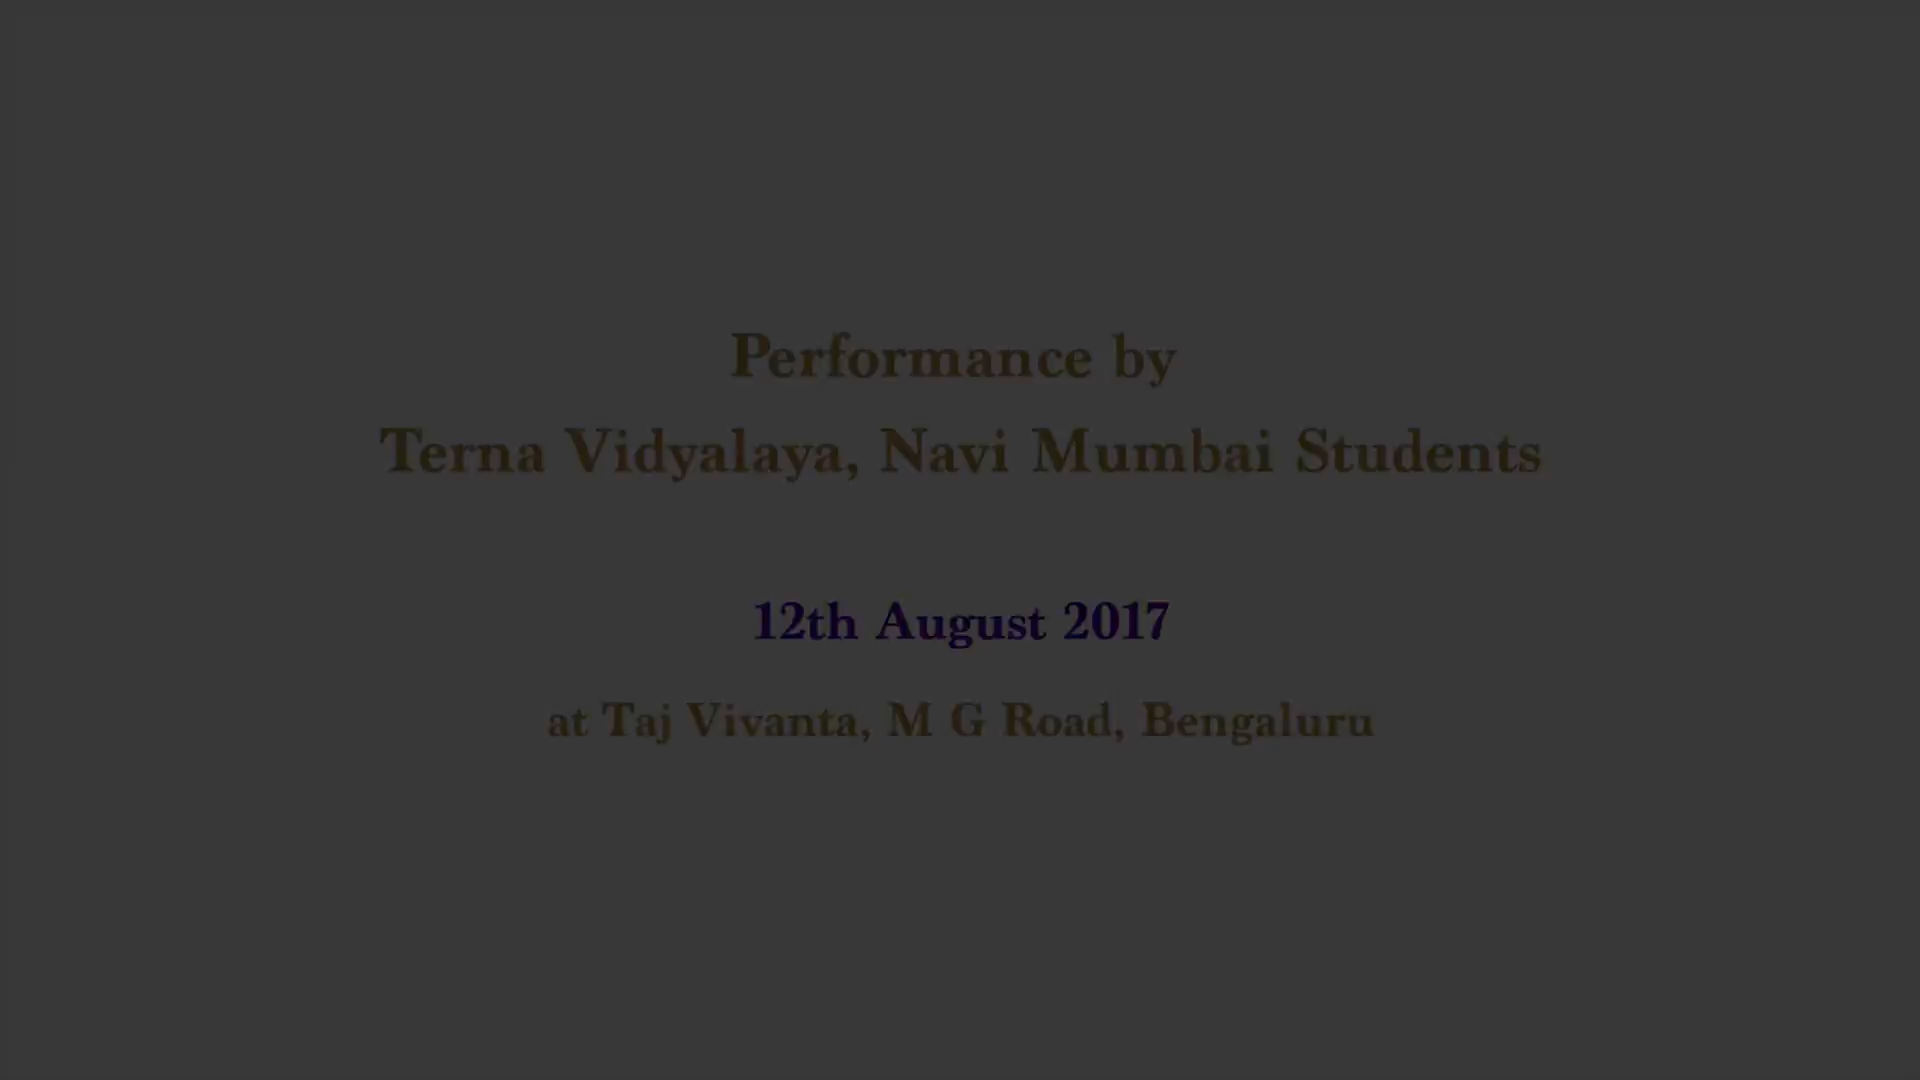 Performance by
Terna Vidyalaya, Navi Mumbai Students
12th August 2017
at Taj Vivanta, M G Road, Bengaluru